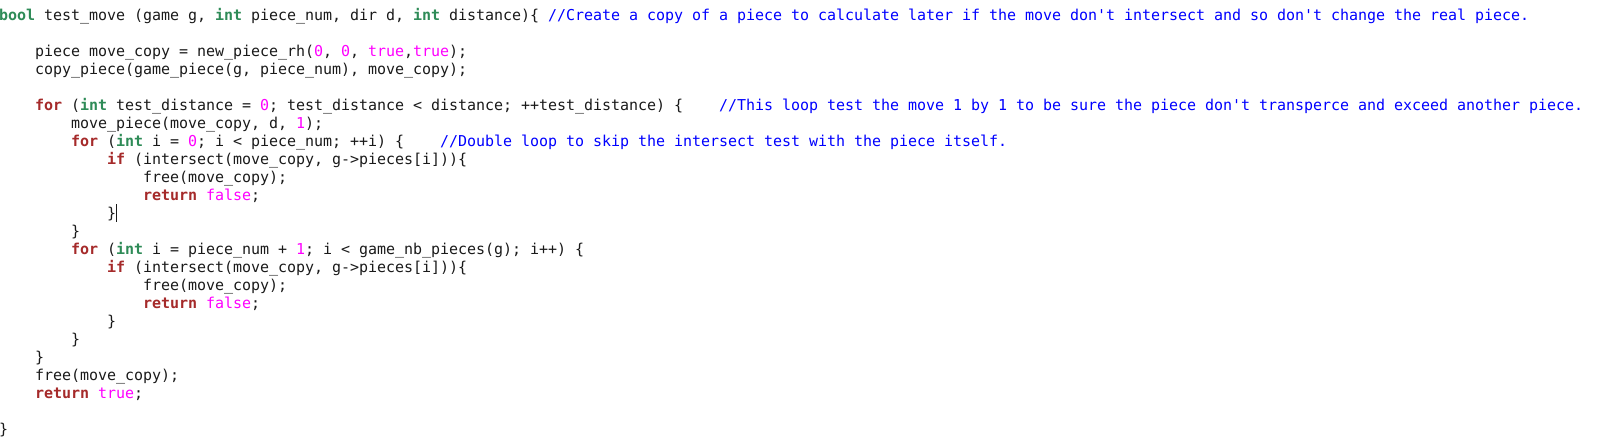 bool test_move (game g, int piece_num, dir d, int distance){ //Create a copy of a piece to calculate later if the move don't intersect and so don't change the real piece.
piece move_copy = new_piece_rh(0, 0, true,true);
copy_piece(game_piece(g, piece_num), move_copy);
for (int test_distance = 0; test_distance < distance; ++test_distance) {    //This loop test the move 1 by 1 to be sure the piece don't transperce and exceed another piece.
move_piece(move_copy, d, 1);
for (int i = 0; i < piece_num; ++i) {    //Double loop to skip the intersect test with the piece itself.
if (intersect(move_copy, g->pieces[i])){
free(move_copy);
return false;
}
}
for (int i = piece_num + 1; i < game_nb_pieces(g); i++) {
if (intersect(move_copy, g->pieces[i])){
free(move_copy);
return false;
}
}
}
free(move_copy);
return true;
}